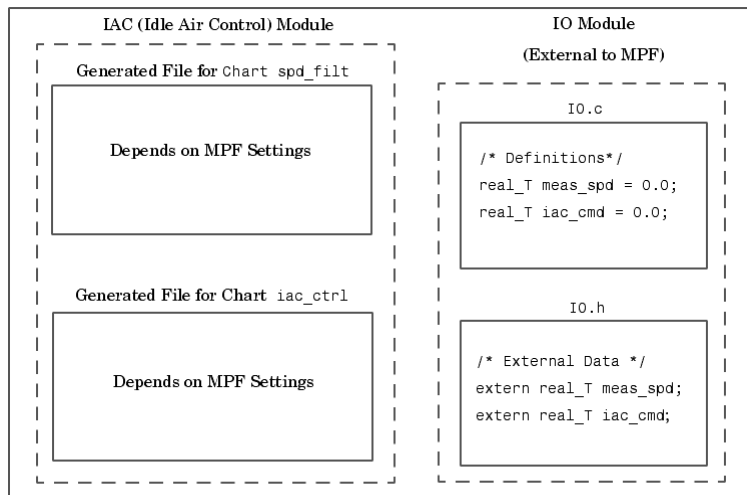 IAC (Idle Air Control) Module
Generated File for Chart spd_filt
Depends on MPF Settings
Generated File for Chart iac_ctrl
Depends on MPF Settings
IO Module
(External to MPF)
IO.c
/* Definitions*/
real_T meas_spd = 0.0;
real_T iac_cmd = 0.0;
IO.h
/* External Data */
extern real_T meas_spd;
extern real_T iac_cmd;